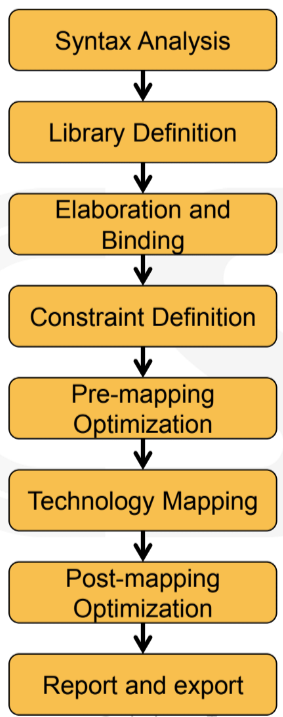 Syntax Analysis
Library Definition
Elaboration and
Binding
Constraint Definition
Pre-mapping
Optimization
Technology Mapping
Post-mapping
Optimization
Report and export